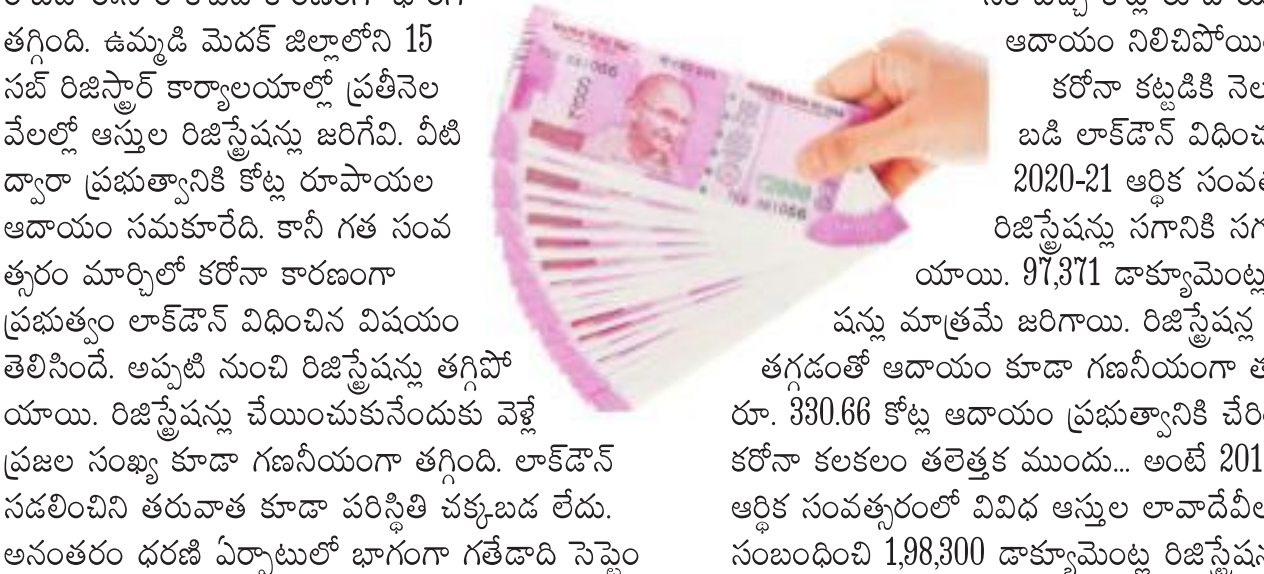 తగ్గింది. ఉమ్మడి మెదక్ జిల్లాలోని 15
సబ్ రిజిస్ట్రార్ కార్యాలయాల్లో ప్రతీనెల
వేలల్లో ఆస్తుల రిజిస్ట్రేషన్లు జరిగేవి. వీటి
ద్వారా ప్రభుత్వానికి కోట్ల రూపాయల
ఆదాయం సమకూరేది. కానీ గత సంవ
త్సరం మార్చిలో కరోనా కారణంగా
ప్రభుత్వం లాక్‌డౌన్ విధించిన విషయం
తెలిసిందే. అప్పటి నుంచి రిజిస్ట్రేషన్లు తగ్గిపో
యాయి. రిజిస్ట్రేషన్లు చేయించుకునేందుకు వెళ్లే
ప్రజల సంఖ్య కూడా గణనీయంగా తగ్గింది. లాక్‌డౌన్
సడలించిని తరువాత కూడా పరిస్థితి చక్కబడ లేదు.
అనంతరం ధరణి ఏర్పాటులో భాగంగా గతేడాది సెప్టెం
ఆదాయం నిలిచిపోయిం
కరోనా కట్టడికి నెల
బడి లాక్‌డౌన్ విధించ
2020-21 ఆర్థిక సంవత
రిజిస్ట్రేషన్లు సగానికి సగ
యాయి. 97,371 డాక్యూమెంట్ల
షన్లు మాత్రమే జరిగాయి. రిజిస్ట్రేషన్ల
తగ్గడంతో ఆదాయం కూడా గణనీయంగా త
రూ. 330.66 కోట్ల ఆదాయం ప్రభుత్వానికి చేరిం
కరోనా కలకలం తలెత్తక ముందు... అంటే 201
ఆర్థిక సంవత్సరంలో వివిధ ఆస్తుల లావాదేవీల
సంబంధించి 1,98,300 డాక్యూమెంట్ల రిజిస్ట్రేషన